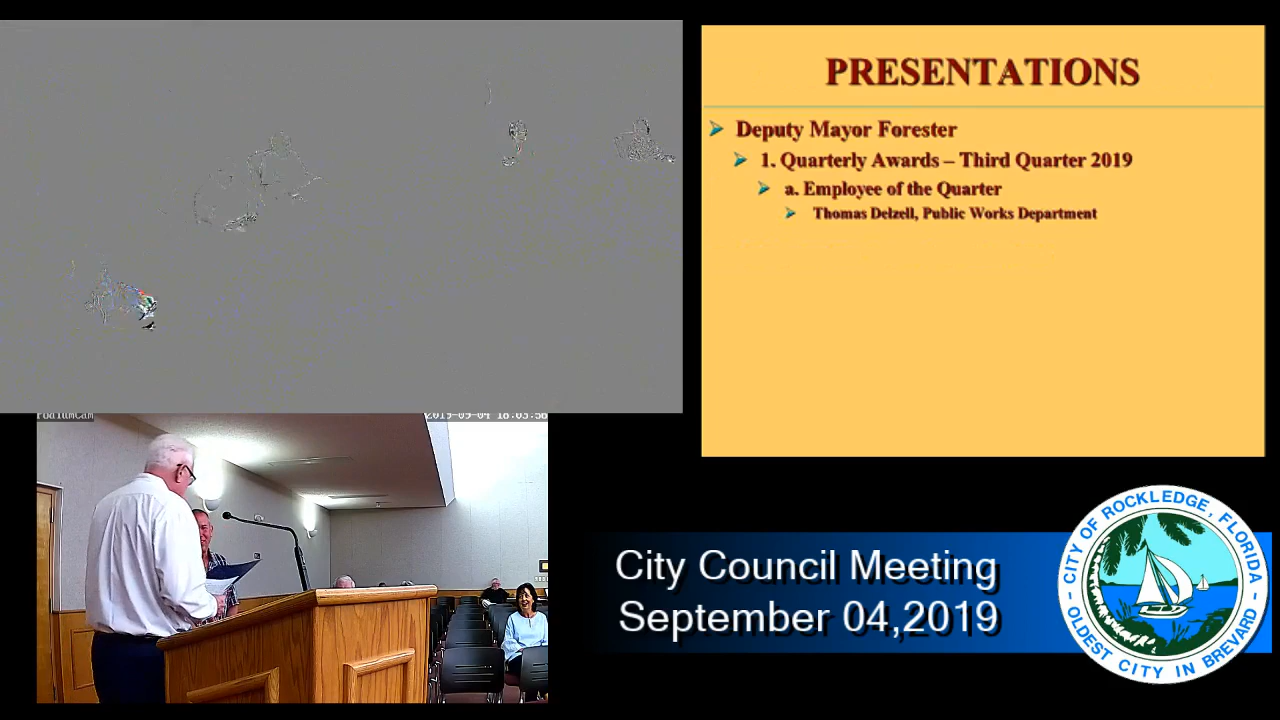 PRESENTATIONS
Deputy Mayor Forester
1. Quarterly Awards – Third Quarter 2019
a. Employee of the Quarter
Thomas Delzell, Public Works Department
PodiumCam
2019-09-04 18:03:56
City Council Meeting
September 04,2019
CITY OF ROCKLEDGE, FLORIDA
OLDEST CITY IN BREVARD